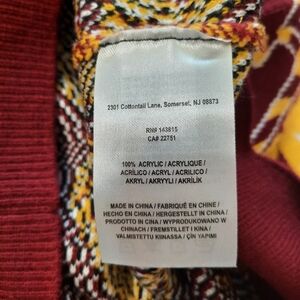 2301 Cottontail Lane, Somerset, NJ 08873
RN# 143815
CA# 22751
100% ACRYLIC / ACRYLIQUE /
ACRÍLICO / ACRYL / ACRILICO /
AKRYL / AKRYYLI / AKRİLİK
MADE IN CHINA / FABRIQUÉ EN CHINE /
HECHO EN CHINA / HERGESTELLT IN CHINA /
PRODOTTO IN CINA / WYPRODUKOWANO W
CHINACH / FREMSTILLET I KINA /
VALMISTETTU KIINASSA / ÇIN YAPIMI